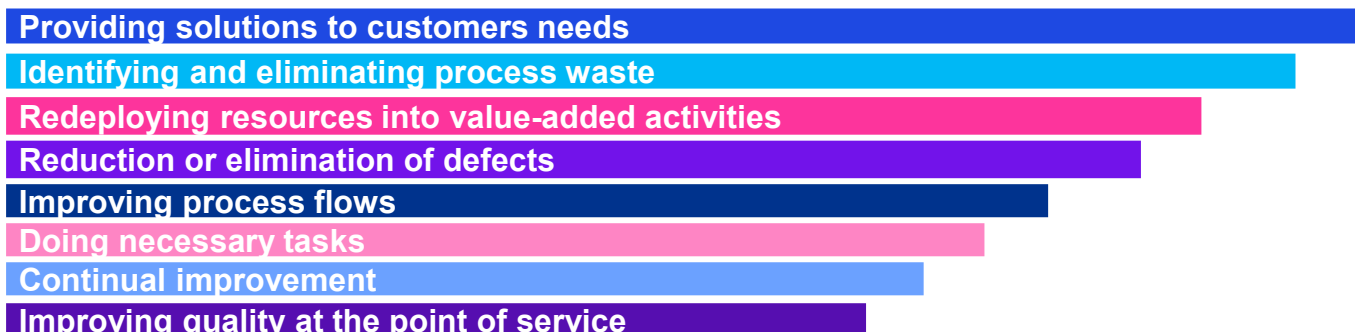 Providing solutions to customers needs
Identifying and eliminating process waste
Redeploying resources into value-added activities
Reduction or elimination of defects
Improving process flows
Doing necessary tasks
Continual improvement
Improving quality at the point of service